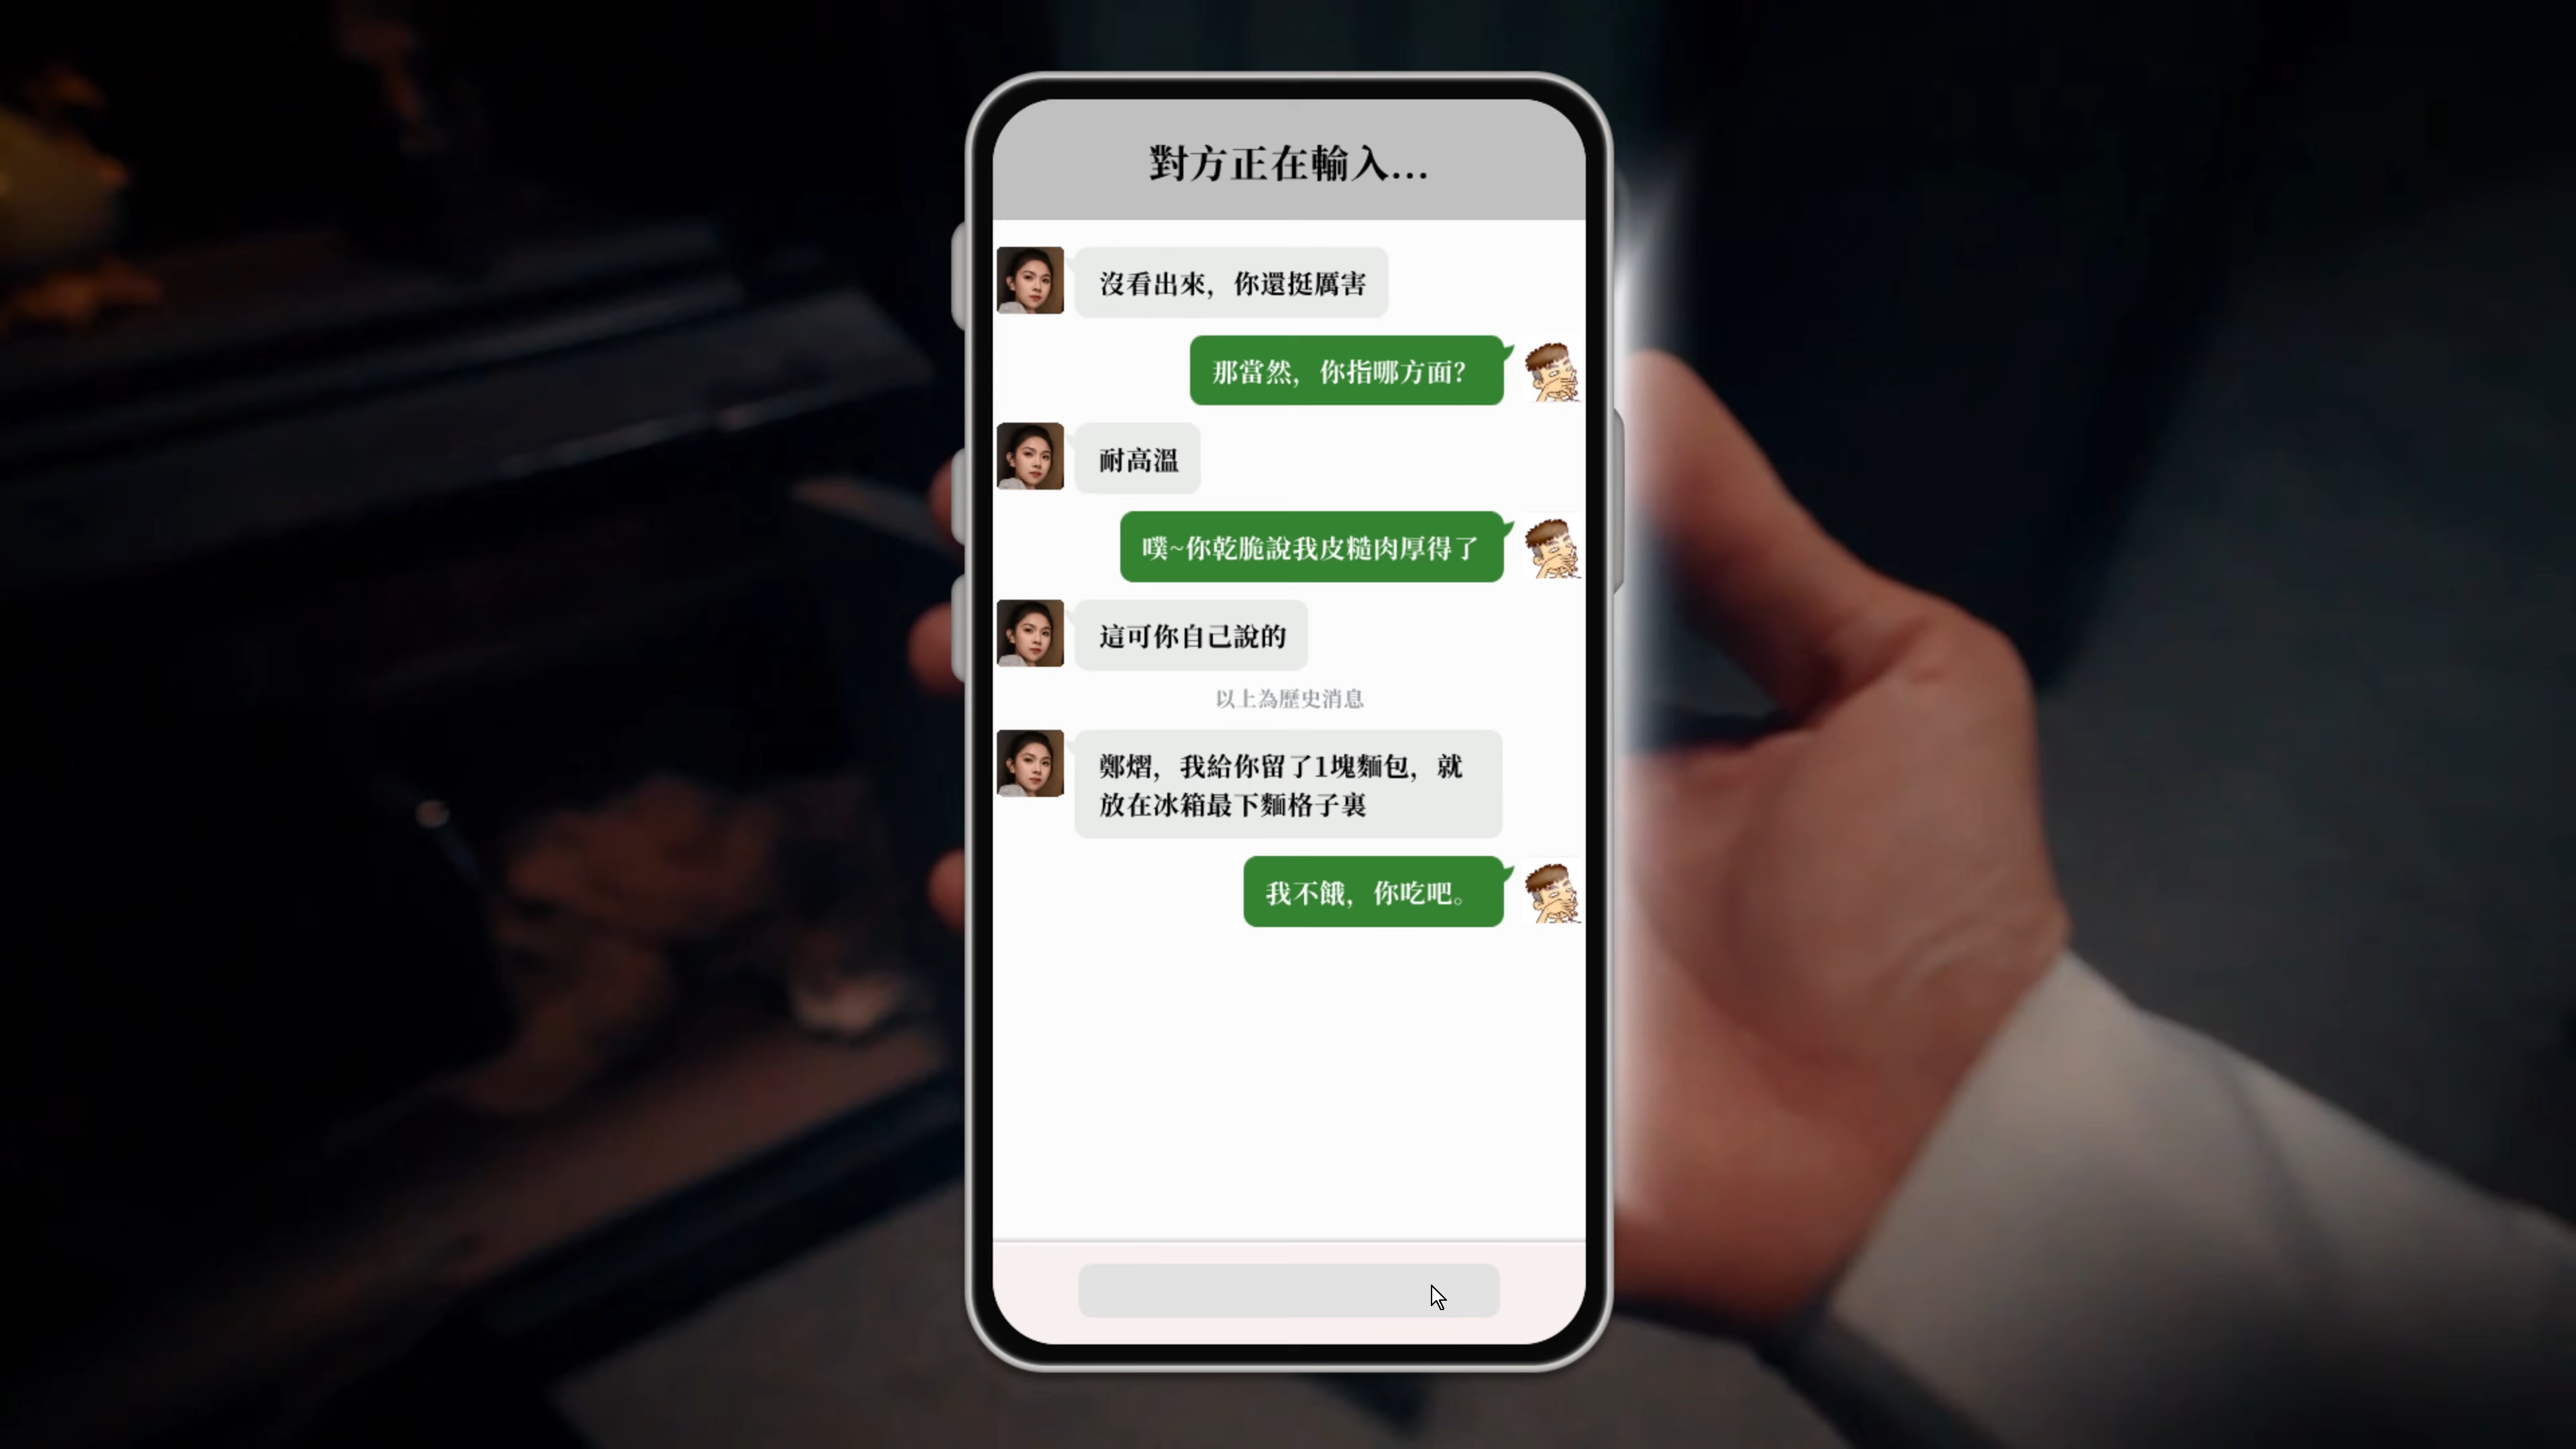 對方正在輸入...
沒看出來，你還挺厲害
那當然，你指哪方面？
耐高溫
噗~你乾脆說我皮糙肉厚得了
這可你自己說的
以上為歷史消息
鄭熠，我給你留了1塊麵包，就
放在冰箱最下麵格子裏
我不餓，你吃吧。